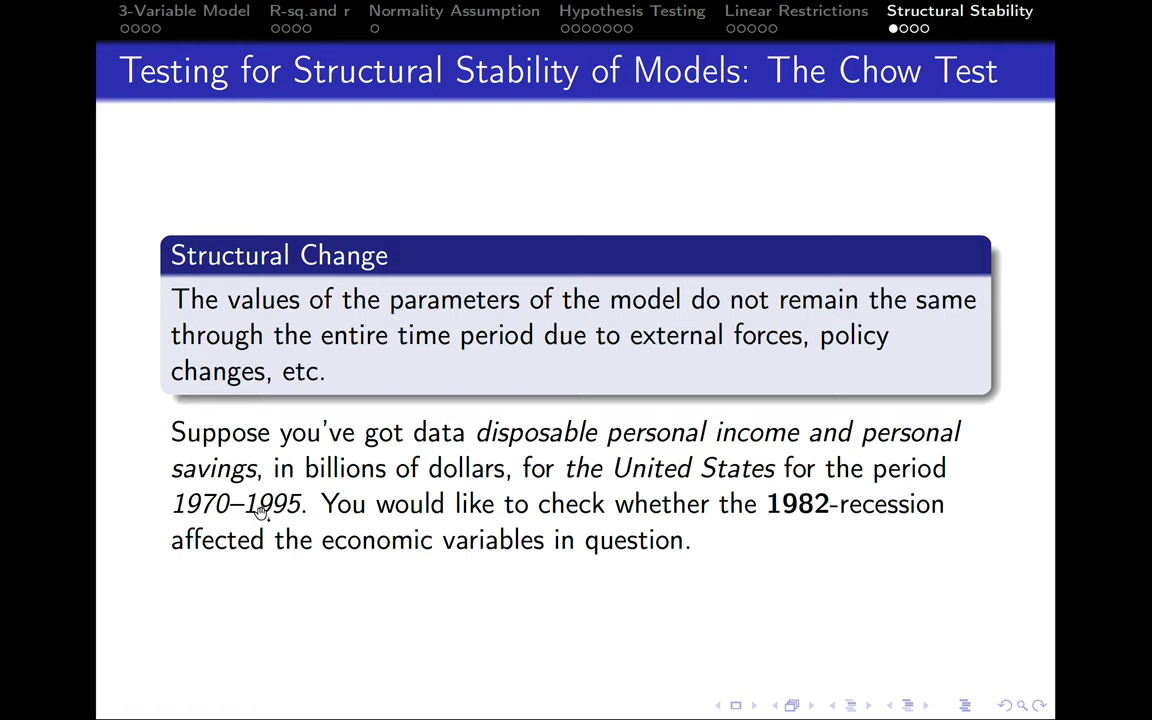 3-Variable Model R-sq.and r Normality Assumption Hypothesis Testing Linear Restrictions Structural Stability
Testing for Structural Stability of Models: The Chow Test
Structural Change
The values of the parameters of the model do not remain the same
through the entire time period due to external forces, policy
changes, etc.
Suppose you've got data disposable personal income and personal
savings, in billions of dollars, for the United States for the period
1970–1995. You would like to check whether the 1982-recession
affected the economic variables in question.